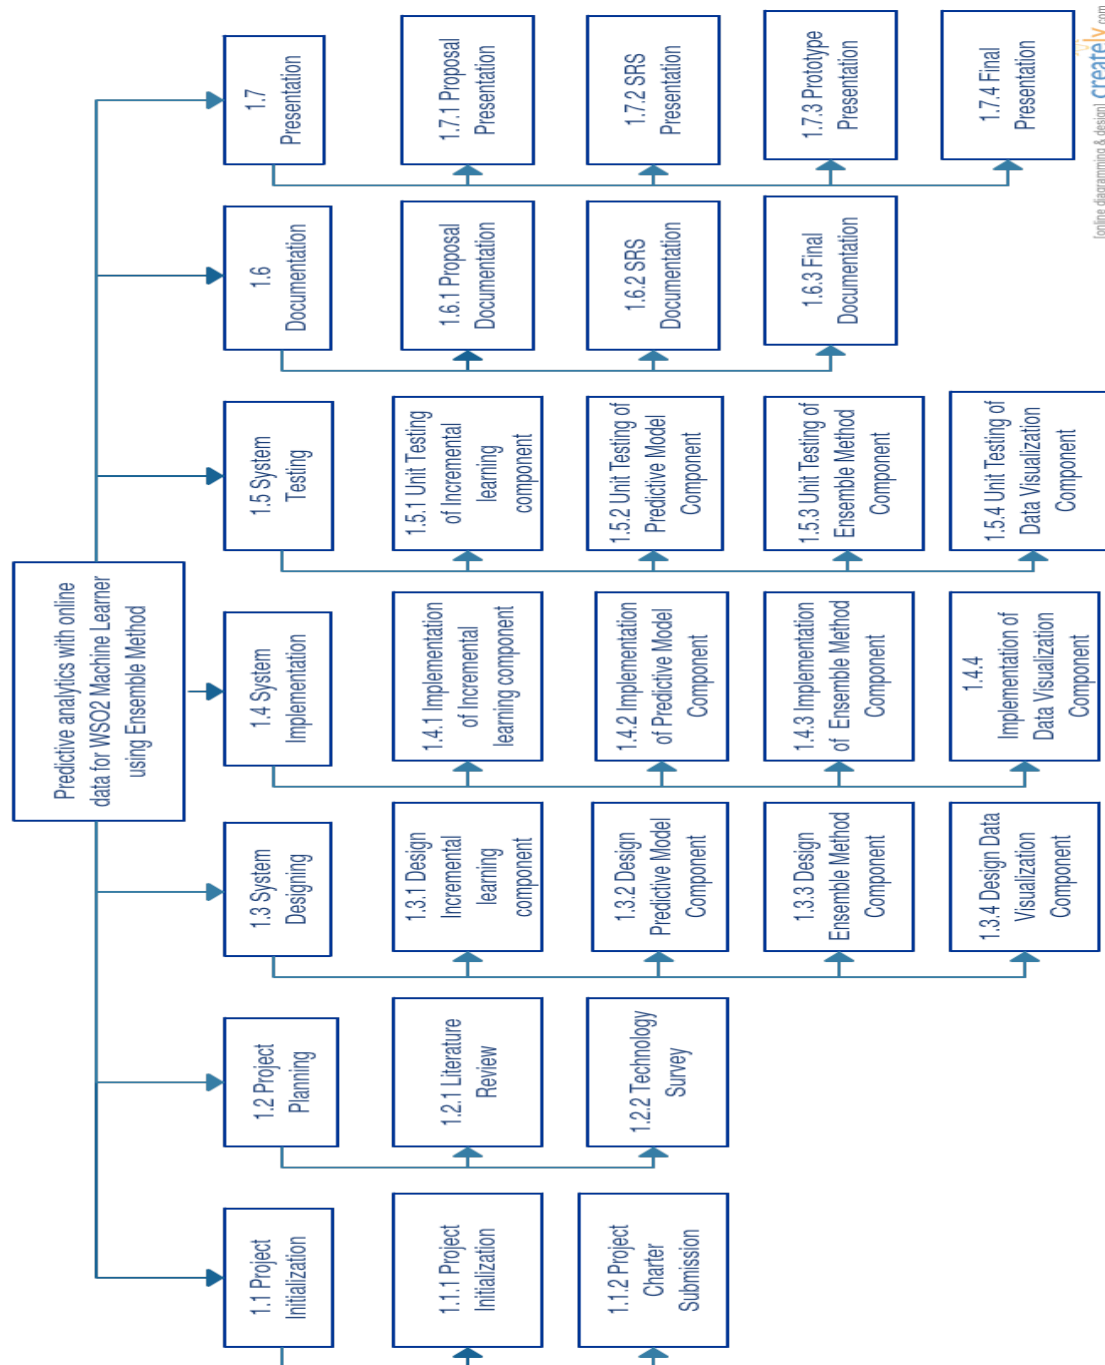 Predictive analytics with online
data for WSO2 Machine Learner
using Ensemble Method
1.1 Project
Initialization
1.1.1 Project
Initialization
1.1.2 Project
Charter
Submission
1.2 Project
Planning
1.2.1 Literature
Review
1.2.2 Technology
Survey
1.3 System
Designing
1.3.1 Design
Incremental
learning
component
1.3.2 Design
Predictive Model
Component
1.3.3 Design
Ensemble Method
Component
1.3.4 Design Data
Visualization
Component
1.4 System
Implementation
1.4.1 Implementation
of Incremental
learning component
1.4.2 Implementation
of Predictive Model
Component
1.4.3 Implementation
of Ensemble Method
Component
1.4.4
Implementation of
Data Visualization
Component
1.5 System
Testing
1.5.1 Unit Testing
of Incremental
learning
component
1.5.2 Unit Testing of
Predictive Model
Component
1.5.3 Unit Testing of
Ensemble Method
Component
1.5.4 Unit Testing of
Data Visualization
Component
1.6
Documentation
1.6.1 Proposal
Documentation
1.6.2 SRS
Documentation
1.6.3 Final
Documentation
1.7
Presentation
1.7.1 Proposal
Presentation
1.7.2 SRS
Presentation
1.7.3 Prototype
Presentation
1.7.4 Final
Presentation
[online diagramming & design] creately.com